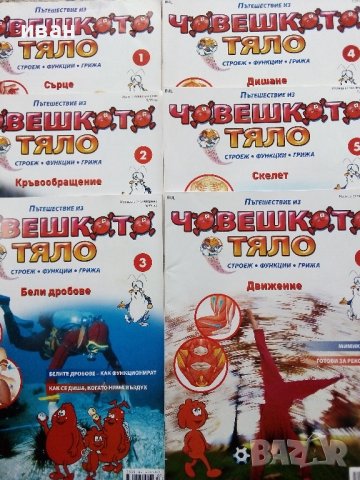 иван.
ЧОВЕШКОТО
ТЯЛО
СТРОЕЖ • ФУНКЦИИ • ГРИЖА
1
Сърце
Пътешествие из
ЧОВЕШКОТО
ТЯЛО
СТРОЕЖ • ФУНКЦИИ • ГРИЖА
4
Дишане
Пътешествие из
ЧОВЕШКОТО
ТЯЛО
СТРОЕЖ • ФУНКЦИИ • ГРИЖА
2
Кръвообращение
Пътешествие из
ЧОВЕШКОТО
ТЯЛО
СТРОЕЖ • ФУНКЦИИ • ГРИЖА
5
Скелет
Пътешествие из
ЧОВЕШКОТО
ТЯЛО
СТРОЕЖ • ФУНКЦИИ • ГРИЖА
3
Бели дробове
БЕЛИТЕ ДРОБОВЕ - КАК ФУНКЦИОНИРАТ
КАК СЕ ДИША, КОГАТО НЯМА ВЪЗДУХ
Пътешествие из
ЧОВЕШКОТО
ТЯЛО
СТРОЕЖ • ФУНКЦИИ • ГРИЖА
Движение
ГОТОВИ ЗА
BAZAR